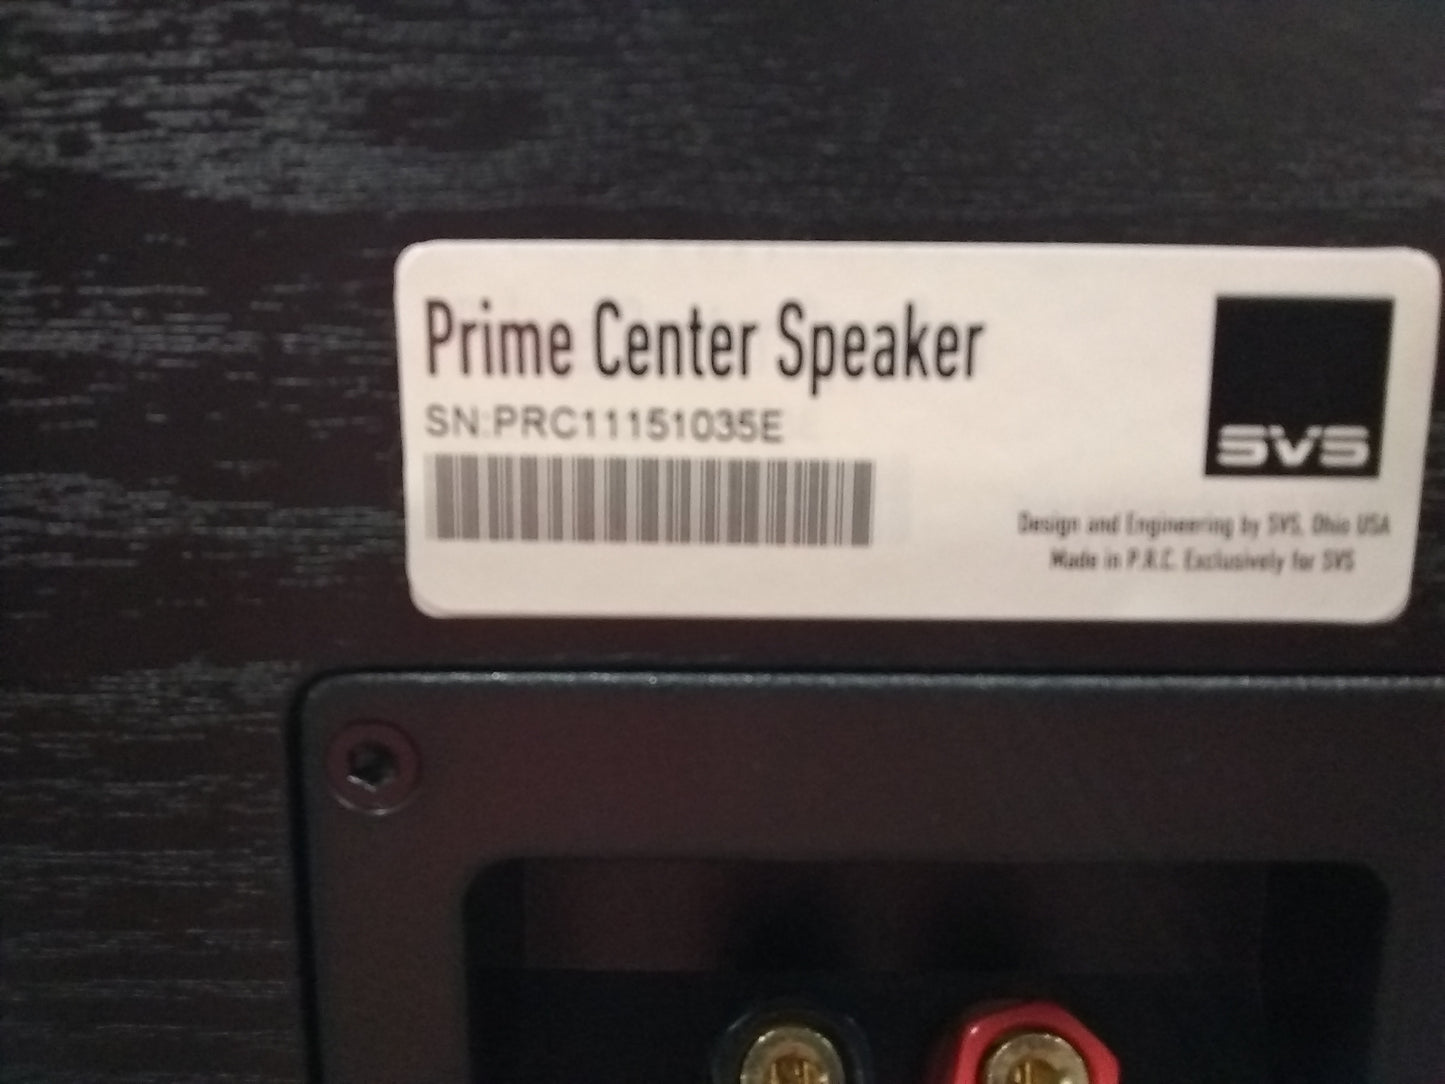 Prime Center Speaker
SN:PRC11151035E
SVS
Design and Engineering by SVS, Ohio USA
Made in P.R.C. Exclusively for SVS